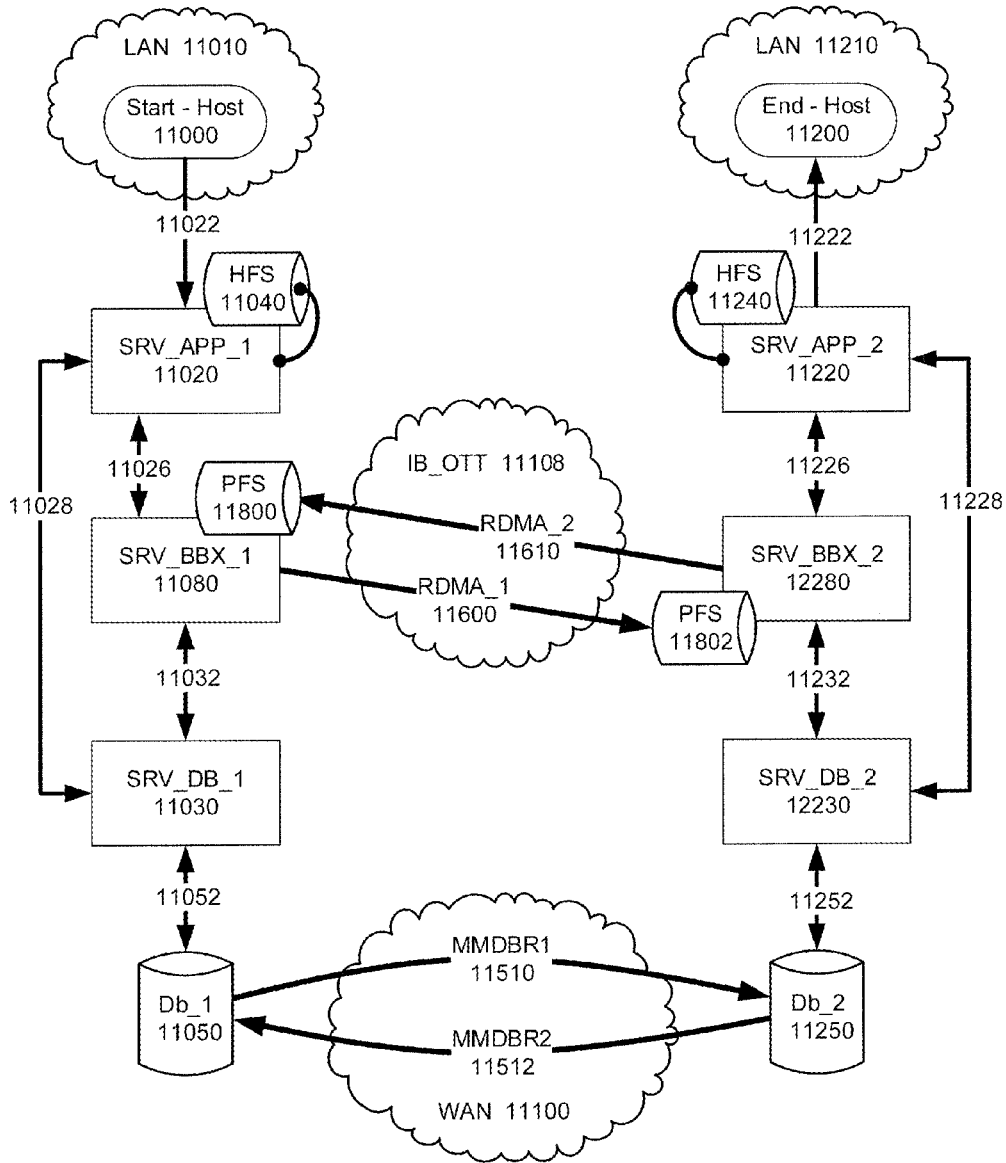 LAN 11010
Start - Host
11000
LAN 11210
End - Host
11200
11022
11222
HFS
11040
HFS
11240
SRV_APP_1
11020
SRV_APP_2
11220
11026
IB_OTT 11108
11226
11028
PFS
11800
11228
SRV_BBX_1
11080
RDMA_2
11610
SRV_BBX_2
12280
RDMA_1
11600
PFS
11802
11032
11232
SRV_DB_1
11030
SRV_DB_2
12230
11052
11252
MMDBR1
11510
Db_1
11050
Db_2
11250
MMDBR2
11512
WAN 11100